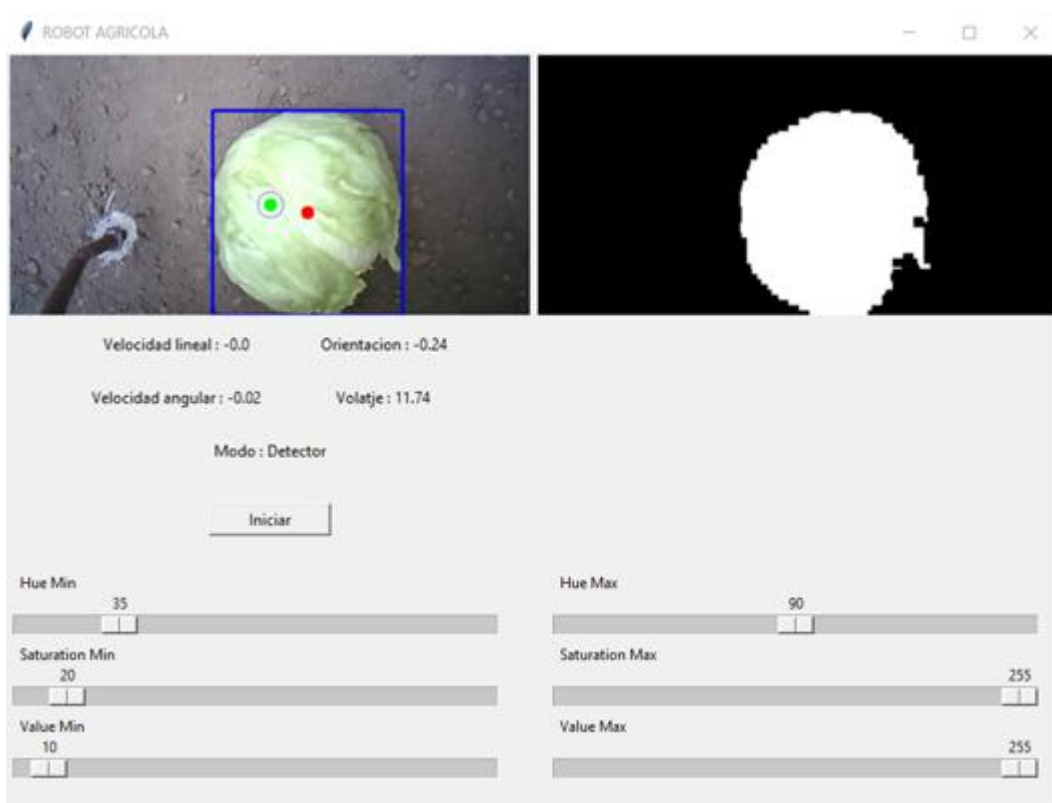 ROBOT AGRICOLA
Velocidad lineal : -0.0 Orientacion : -0.24
Velocidad angular : -0.02 Volatje : 11.74
Modo : Detector
Iniciar
Hue Min Hue Max
35 90
Saturation Min Saturation Max
20 255
Value Min Value Max
10 255